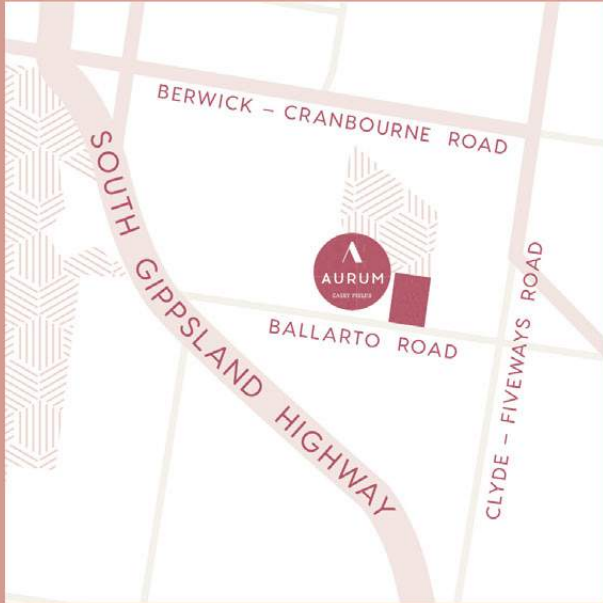 BERWICK – CRANBOURNE ROAD
SOUTH GIPPSLAND HIGHWAY
AURUM
CASEY FIELDS
BALLARTO ROAD
CLYDE – FIVEWAYS ROAD